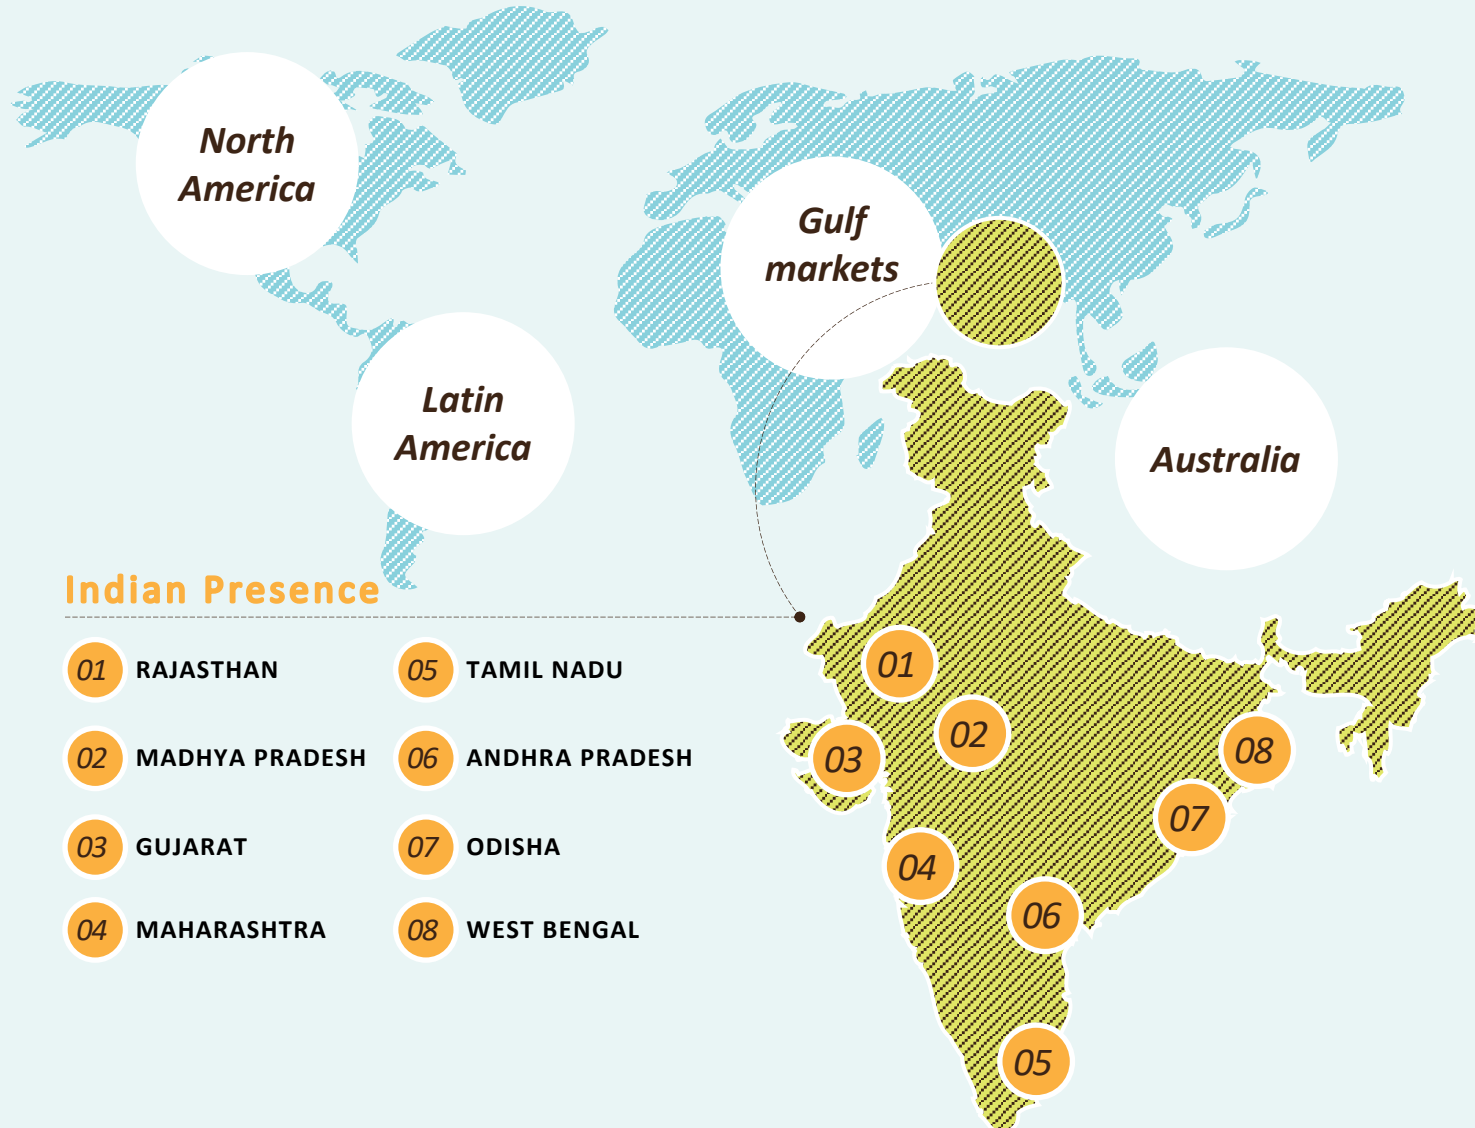 North
America
Gulf
markets
Latin
America
Australia
Indian Presence
01 RAJASTHAN
02 MADHYA PRADESH
03 GUJARAT
04 MAHARASHTRA
05 TAMIL NADU
06 ANDHRA PRADESH
07 ODISHA
08 WEST BENGAL
01
02
03
08
07
04
06
05